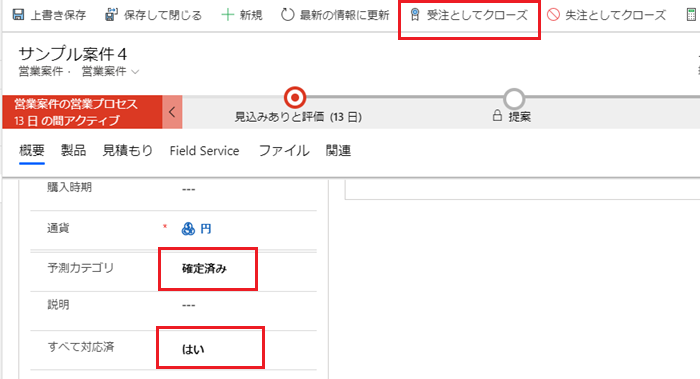 上書き保存 保存して閉じる 新規 最新の情報に更新 受注としてクローズ 失注としてクローズ
サンプル案件４
営業案件・ 営業案件
営業案件の営業プロセス
13 日 の間アクティブ
見込みありと評価 (13 日) 提案
概要 製品 見積もり Field Service ファイル 関連
購入時期 ---
通貨 * 円
予測カテゴリ 確定済み
説明 ---
すべて対応済 はい